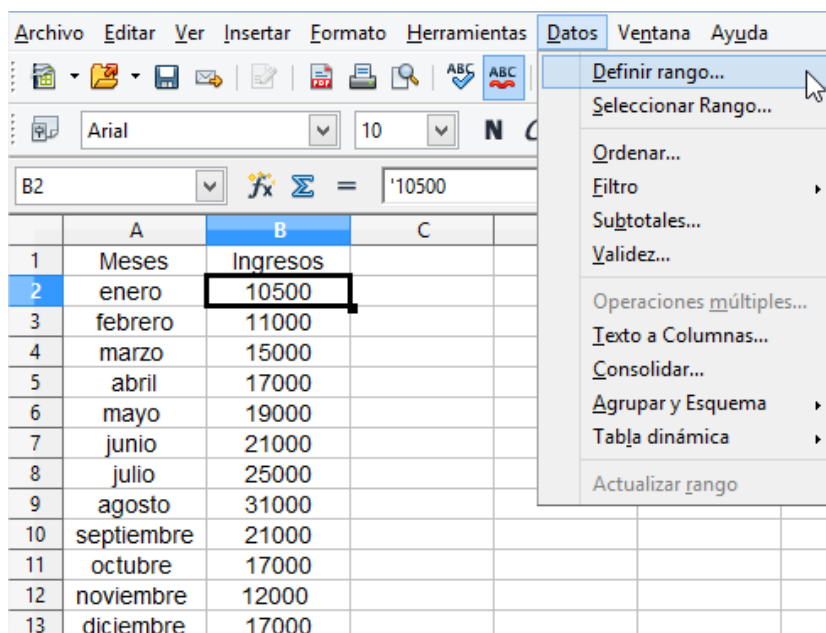 Archivo Editar Ver Insertar Formato Herramientas Datos Ventana Ayuda
ABC ABC
Arial 10 N
B2 fx Σ = '10500
A B C
1 Meses Ingresos
2 enero 10500
3 febrero 11000
4 marzo 15000
5 abril 17000
6 mayo 19000
7 junio 21000
8 julio 25000
9 agosto 31000
10 septiembre 21000
11 octubre 17000
12 noviembre 12000
13 diciembre 17000
Definir rango...
Seleccionar Rango...
Ordenar...
Filtro
Subtotales...
Validez...
Operaciones múltiples...
Texto a Columnas...
Consolidar...
Agrupar y Esquema
Tabla dinámica
Actualizar rango